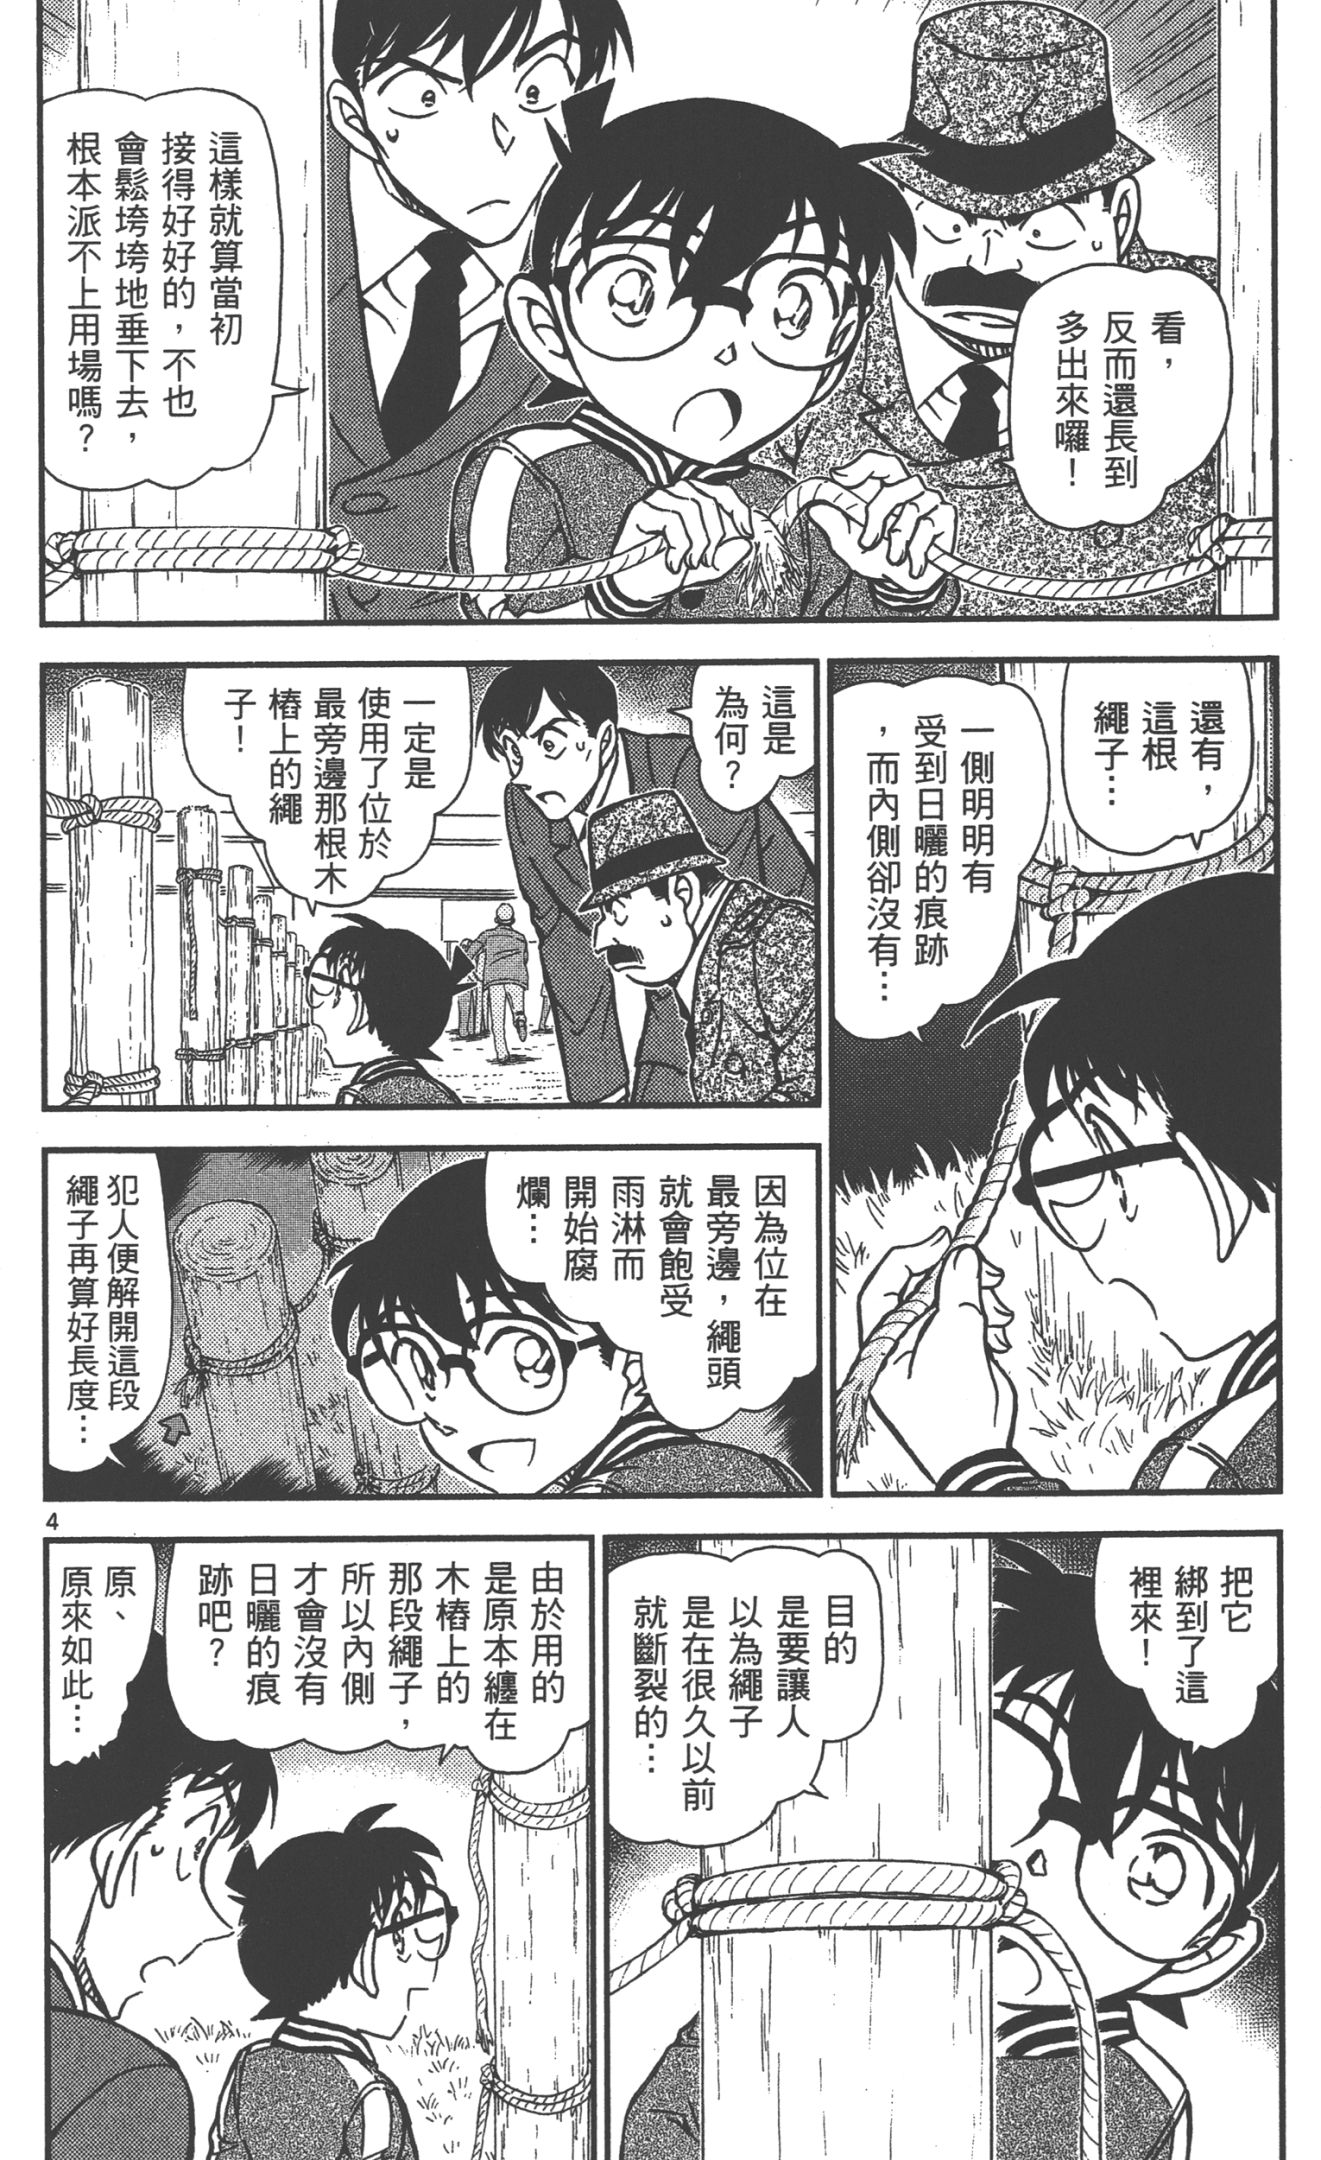 看，
反而還長到
多出來囉！
這樣就算當初
接得好好的，不也
會鬆垮垮地垂下去，
根本派不上用場嗎？
還有，
這根
繩子…
一側明明有
受到日曬的痕跡
，而內側卻沒有…
這是
為何？
一定是
使用了位於
最旁邊那根木
樁上的繩
子！
因為位在
最旁邊，繩頭
就會飽受
雨淋而
開始腐
爛…
犯人便解開這段
繩子再算好長度…
4
把它
綁到了這
裡來！
目的
是要讓人
以為繩子
是在很久以前
就斷裂的…
由於用的
是原本纏在
木樁上的
那段繩子，
所以內側
才會沒有
日曬的痕
跡吧？
原、
原來如此…